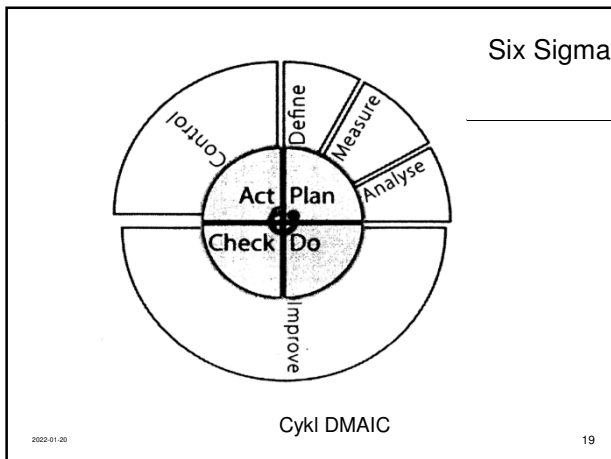 Six Sigma
Define
Measure
Analyse
Control
Act
Plan
Check
Do
Improve
Cykl DMAIC
2022-01-20
19